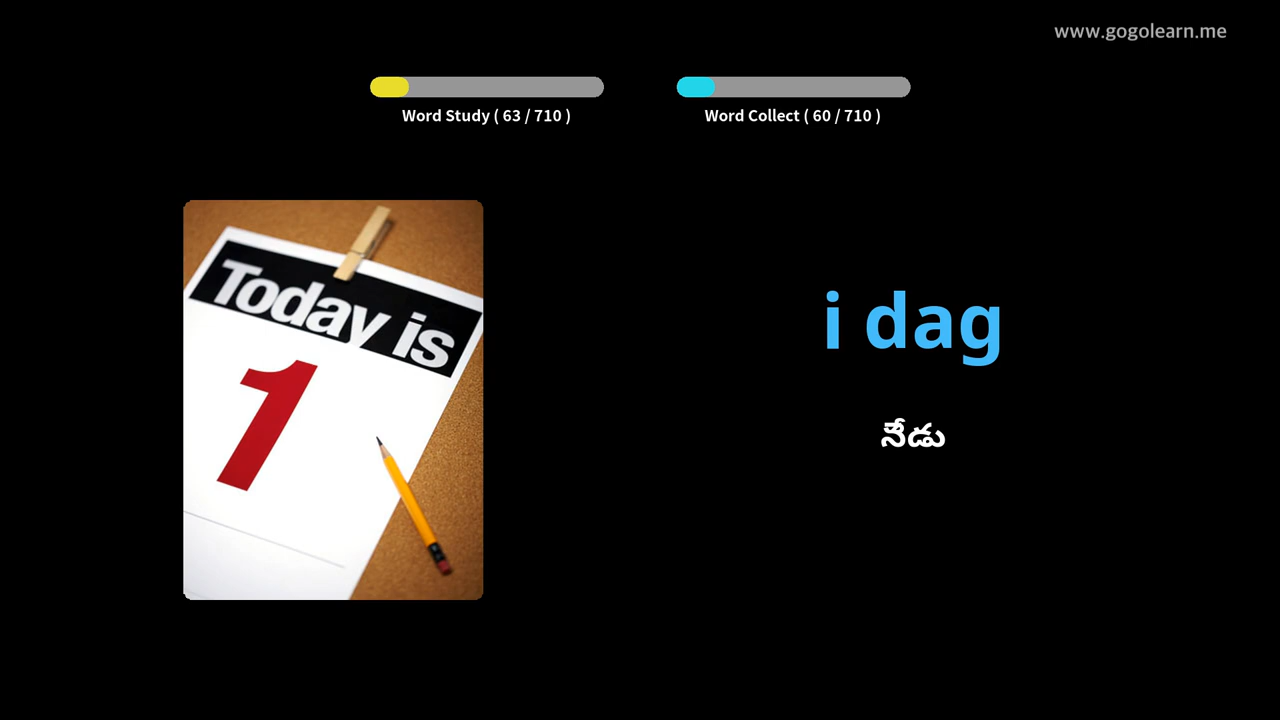 www.gogolearn.me
Word Study ( 63 / 710 )
Word Collect ( 60 / 710 )
Today is
1
i dag
నేడు